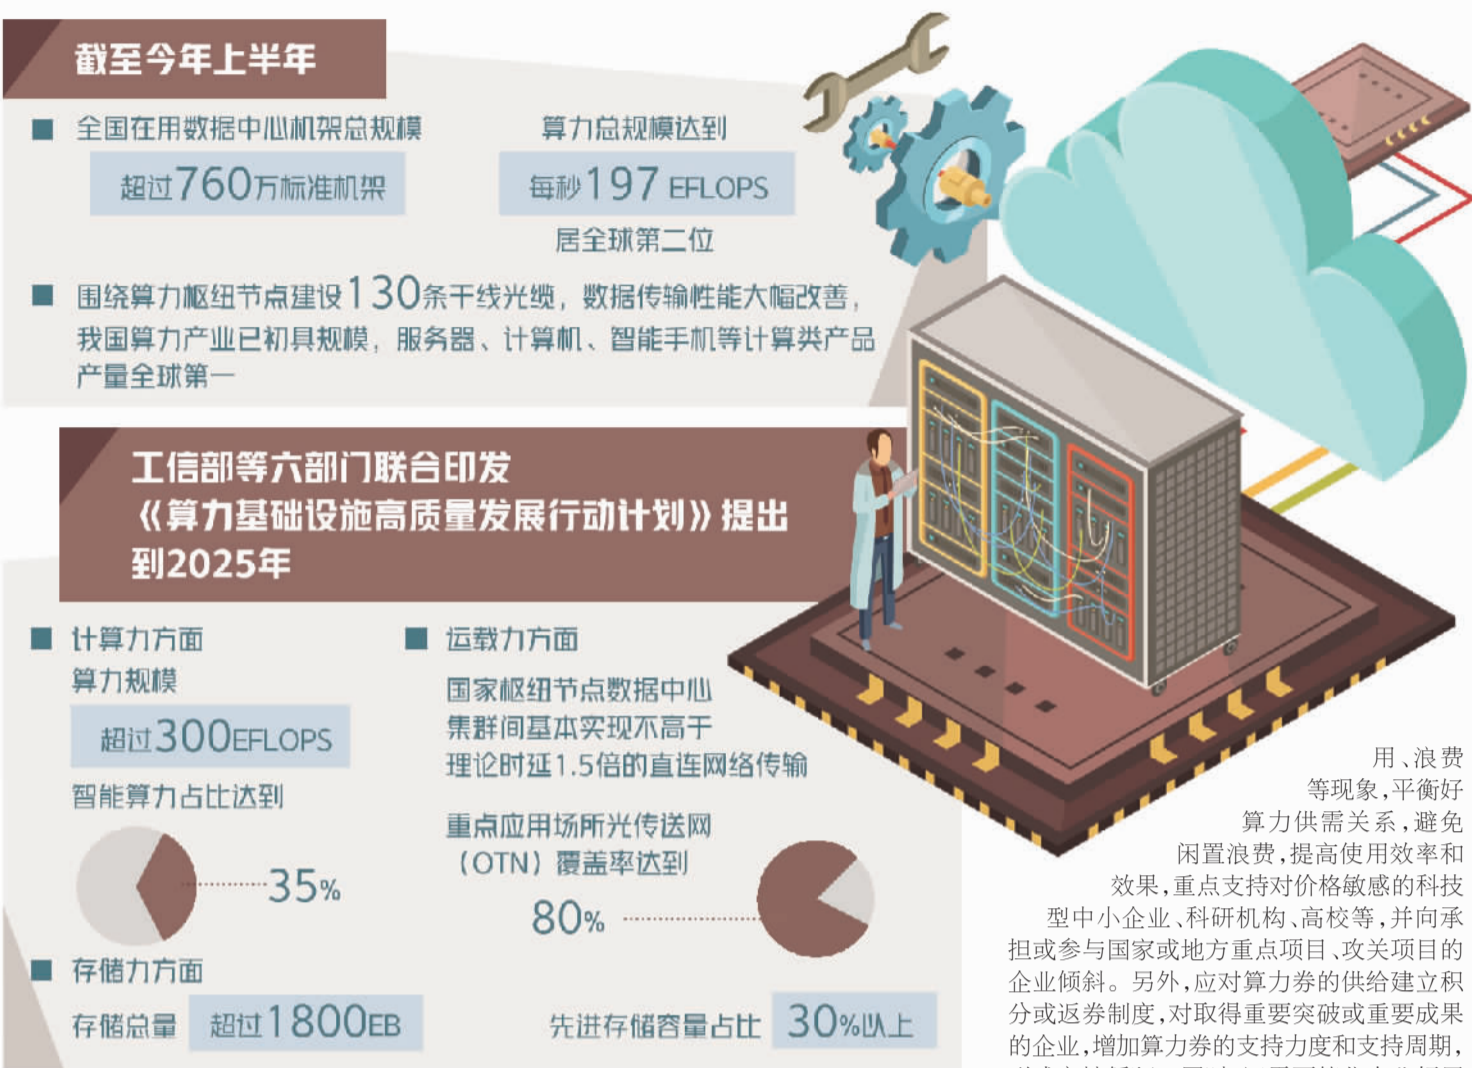 截至今年上半年
全国在用数据中心机架总规模
超过760万标准机架
算力总规模达到
每秒197 EFLOPS
居全球第二位
围绕算力枢纽节点建设130条干线光缆，数据传输性能大幅改善，
我国算力产业已初具规模，服务器、计算机、智能手机等计算类产品
产量全球第一
工信部等六部门联合印发
《算力基础设施高质量发展行动计划》提出
到2025年
计算力方面
算力规模
超过300EFLOPS
智能算力占比达到
35%
运载力方面
国家枢纽节点数据中心
集群间基本实现不高于
理论时延1.5倍的直连网络传输
重点应用场所光传送网
（OTN）覆盖率达到
80%
存储力方面
存储总量 超过1800EB
先进存储容量占比 30%以上
用、浪费
等现象，平衡好
算力供需关系，避免
闲置浪费，提高使用效率和
效果，重点支持对价格敏感的科技
型中小企业、科研机构、高校等，并向承
担或参与国家或地方重点项目、攻关项目的
企业倾斜。另外，应对算力券的供给建立积
分或返券制度，对取得重要突破或重要成果
的企业，增加算力券的支持力度和支持周期，